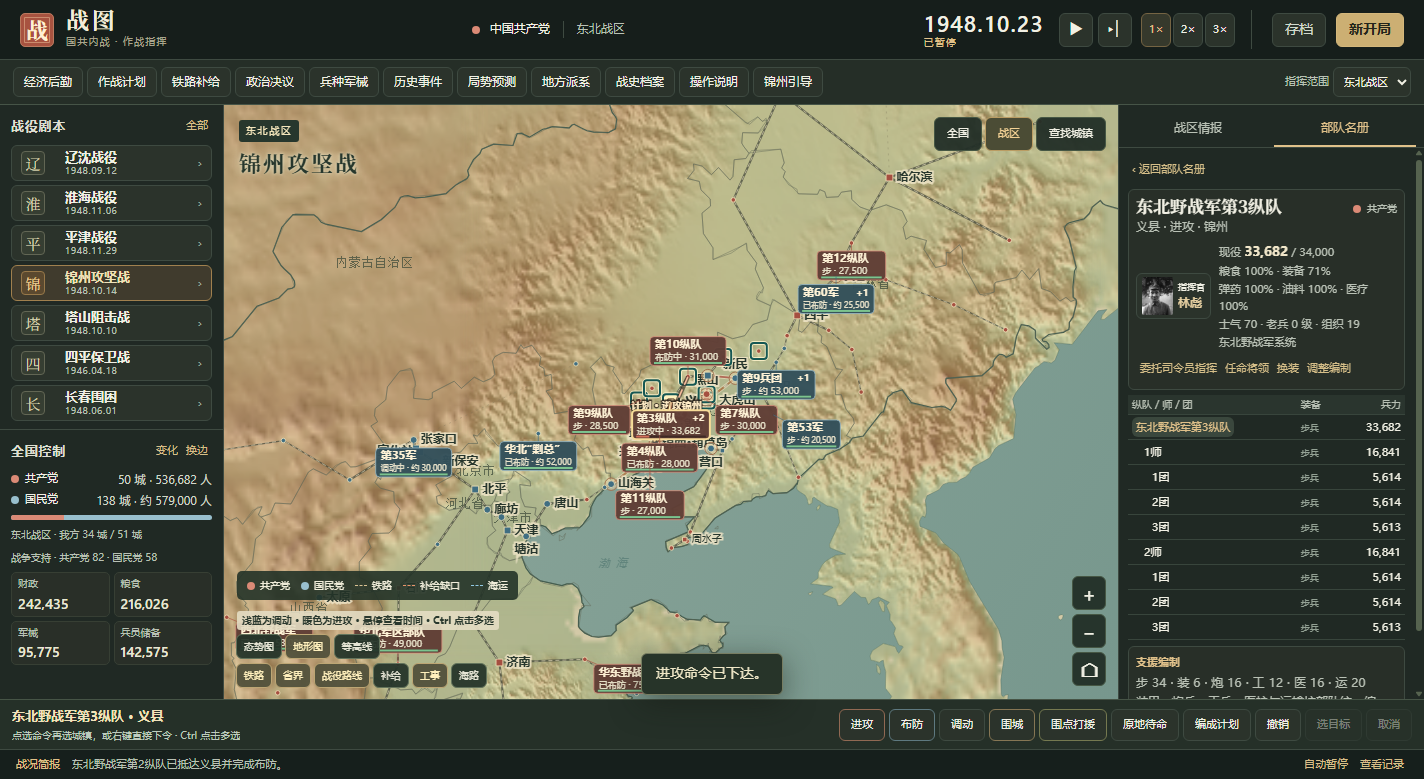 战
战图
国共内战 · 作战指挥
中国共产党
东北战区
1948.10.23
已暂停
1×
2×
3×
存档
新开局
经济后勤
作战计划
铁路补给
政治决议
兵种军械
历史事件
局势预测
地方派系
战史档案
操作说明
锦州引导
指挥范围
东北战区
战役剧本
全部
辽
辽沈战役
1948.09.12
淮
淮海战役
1948.11.06
平
平津战役
1948.11.29
锦
锦州攻坚战
1948.10.14
塔
塔山阻击战
1948.10.10
四
四平保卫战
1946.04.18
长
长春围困
1948.06.01
全国控制
变化 换边
共产党
50 城 · 536,682 人
国民党
138 城 · 约 579,000 人
东北战区 · 我方 34 城 / 51 城
战争支持 · 共产党 82 · 国民党 58
财政
242,435
粮食
216,026
军械
95,775
兵员储备
142,575
东北战区
锦州攻坚战
全国
战区
查找城镇
哈尔滨
内蒙古自治区
第12纵队
步 · 27,500
第60军 +1
已布防 · 约 25,500
四平
第10纵队
布防中 · 31,000
新民
第9兵团 +1
步 · 约 53,000
第9纵队
步 · 28,500
第3纵队 +2
进攻中 · 33,682
第7纵队
步 · 30,000
第53军
步 · 约 20,500
张家口
第35军
调动中 · 约 30,000
保安
北京市
华北“剿总”
已布防 · 约 52,000
第4纵队
已布防 · 28,000
营口
北平
山海关
第11纵队
步 · 27,000
河北省
廊坊
唐山
天津
塘沽
周水子
渤海
共产党
国民党
铁路
补给缺口
海运
山西省
浅蓝为调动 • 暖色为进攻 • 悬停查看时间 • Ctrl 点击多选
态势图
地形图
等高线
49,000
铁路
省界
战役路线
补给
工事
海路
济南
进攻命令已下达。
+
−
战区情报
部队名册
‹ 返回部队名册
东北野战军第3纵队
共产党
义县 · 进攻 · 锦州
指挥官
林彪
现役 33,682 / 34,000
粮食 100% · 装备 71%
弹药 100% · 油料 100% · 医疗
100%
士气 70 · 老兵 0 级 · 组织 19
东北野战军系统
委托司令员指挥 任命将领 换装 调整编制
纵队 / 师 / 团 装备 兵力
东北野战军第3纵队 步兵 33,682
1师 16,841
1团 步兵 5,614
2团 步兵 5,614
3团 步兵 5,613
2师 16,841
1团 步兵 5,614
2团 步兵 5,614
3团 步兵 5,613
支援编制
步 34 · 装 6 · 炮 16 · 工 12 · 医 16 · 运 20
东北野战军第3纵队 • 义县
点选命令再选城镇，或右键直接下令 · Ctrl 点击多选
进攻
布防
调动
围城
围点打援
原地待命
编成计划
撤销
选目标
取消
战况简报
东北野战军第2纵队已抵达义县并完成布防。
自动暂停
查看记录